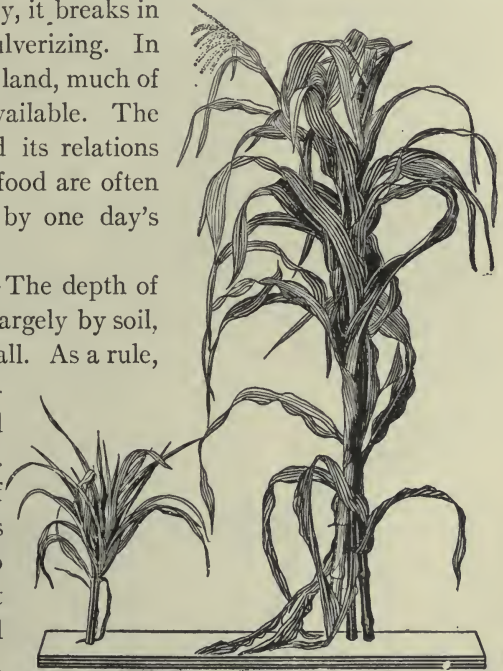 y, it breaks in
ulverizing. In
land, much of
vailable. The
d its relations
food are often
by one day's
The depth of
argely by soil,
all. As a rule,
s
t